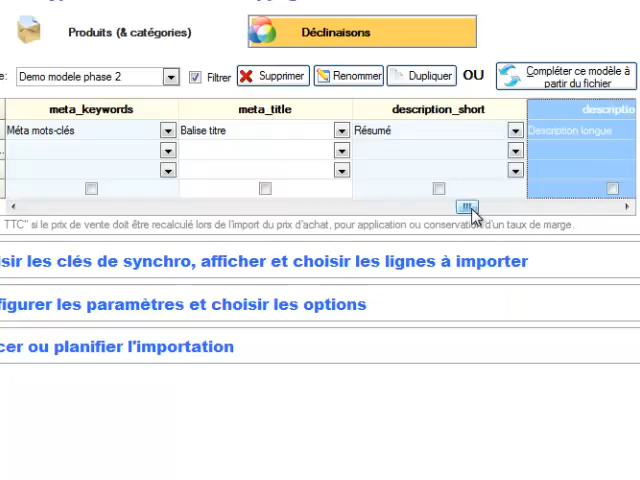 Produits (& catégories)
Déclinaisons
e:
Demo modele phase 2
Filtrer
Supprimer
Renommer
Dupliquer
OU
Compléter ce modèle à
partir du fichier
meta_keywords
meta_title
description_short
descriptio
Méta mots-clés
Balise titre
Résumé
Description longue
TTC" si le prix de vente doit être recalculé lors de l'import du prix d'achat, pour application ou conservation d'un taux de marge.
sir les clés de synchro, afficher et choisir les lignes à importer
figurer les paramètres et choisir les options
cer ou planifier l'importation